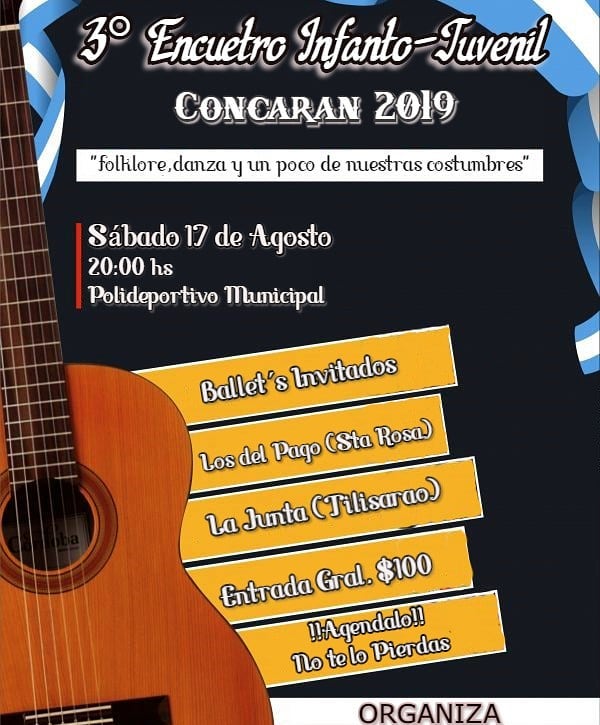 3° Encuetro Infanto-Juvenil
Concaran 2019
"folklore,danza y un poco de nuestras costumbres"
Sábado 17 de Agosto
20:00 hs
Polideportivo Municipal
Ballet´s Invitados
Los del Pago (Sta Rosa)
La Junta (Tilisarao)
Entrada Gral. $100
!!Agendalo!!
No te lo Pierdas
Córdoba
ORGANIZA